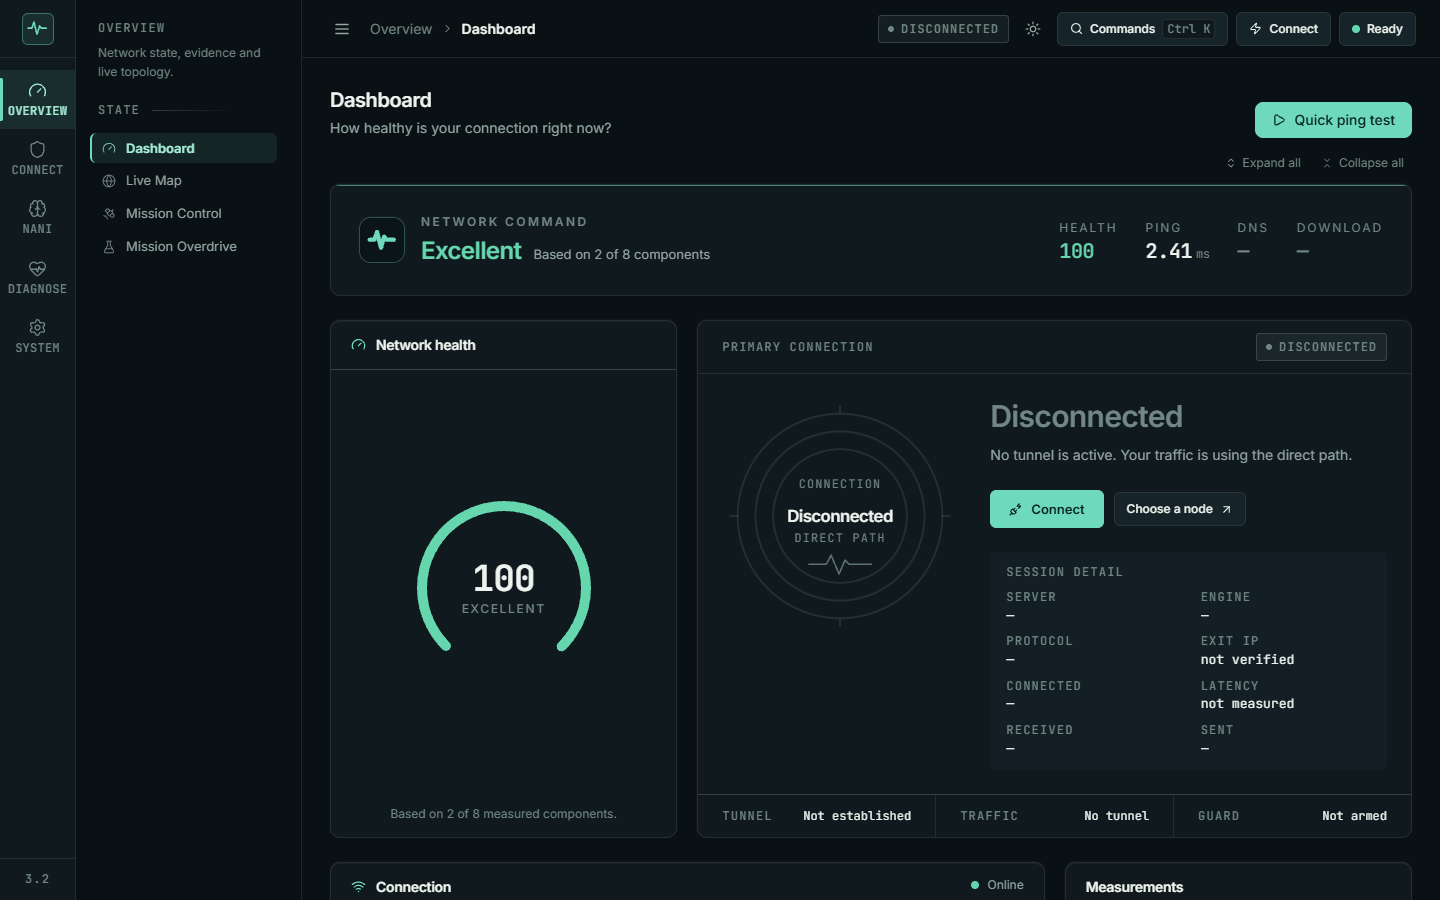 OVERVIEW
CONNECT
NANI
DIAGNOSE
SYSTEM
3.2
OVERVIEW
Network state, evidence and
live topology.
STATE
Dashboard
Live Map
Mission Control
Mission Overdrive
Overview > Dashboard
DISCONNECTED
Commands Ctrl K
Connect
Ready
Dashboard
How healthy is your connection right now?
Quick ping test
Expand all
Collapse all
NETWORK COMMAND
Excellent Based on 2 of 8 components
HEALTH
100
PING
2.41 ms
DNS
—
DOWNLOAD
—
Network health
100
EXCELLENT
Based on 2 of 8 measured components.
PRIMARY CONNECTION
DISCONNECTED
CONNECTION
Disconnected
DIRECT PATH
Disconnected
No tunnel is active. Your traffic is using the direct path.
Connect
Choose a node
SESSION DETAIL
SERVER
—
ENGINE
—
PROTOCOL
—
EXIT IP
not verified
CONNECTED
—
LATENCY
not measured
RECEIVED
—
SENT
—
TUNNEL Not established
TRAFFIC No tunnel
GUARD Not armed
Connection
Online
Measurements